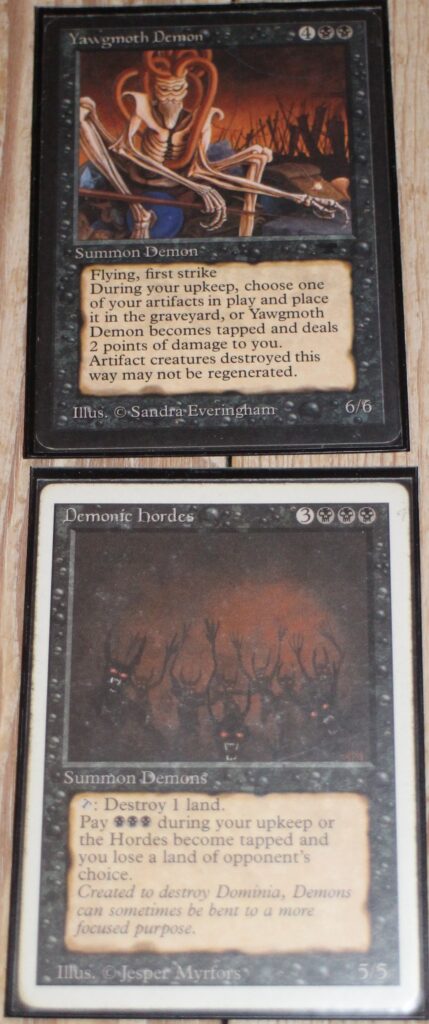 Yawgmoth Demon 4
Summon Demon
Flying, first strike
During your upkeep, choose one
of your artifacts in play and place
it in the graveyard, or Yawgmoth
Demon becomes tapped and deals
2 points of damage to you.
Artifact creatures destroyed this
way may not be regenerated.
Illus. © Sandra Everingham 6/6
Demonic Hordes 3
Summon Demons
: Destroy 1 land.
Pay during your upkeep or
the Hordes become tapped and
you lose a land of opponent's
choice.
Created to destroy Dominia, Demons
can sometimes be bent to a more
focused purpose.
Illus. © Jesper Myrfors 5/5